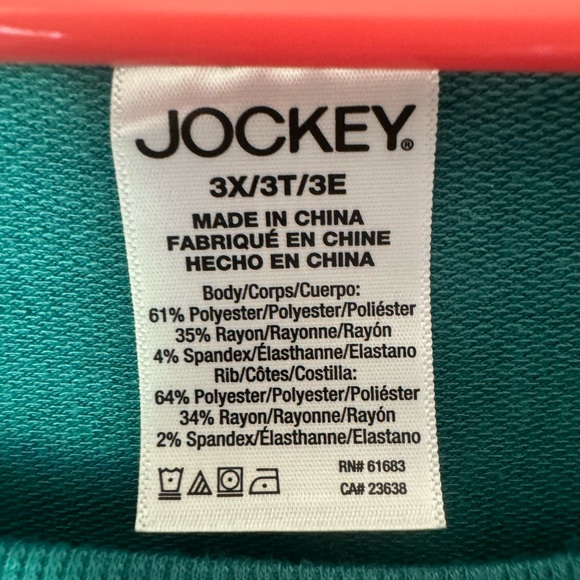 JOCKEY®
3X/3T/3E
MADE IN CHINA
FABRIQUÉ EN CHINE
HECHO EN CHINA
Body/Corps/Cuerpo:
61% Polyester/Polyester/Poliéster
35% Rayon/Rayonne/Rayón
4% Spandex/Élasthanne/Elastano
Rib/Côtes/Costilla:
64% Polyester/Polyester/Poliéster
34% Rayon/Rayonne/Rayón
2% Spandex/Élasthanne/Elastano
RN# 61683
CA# 23638